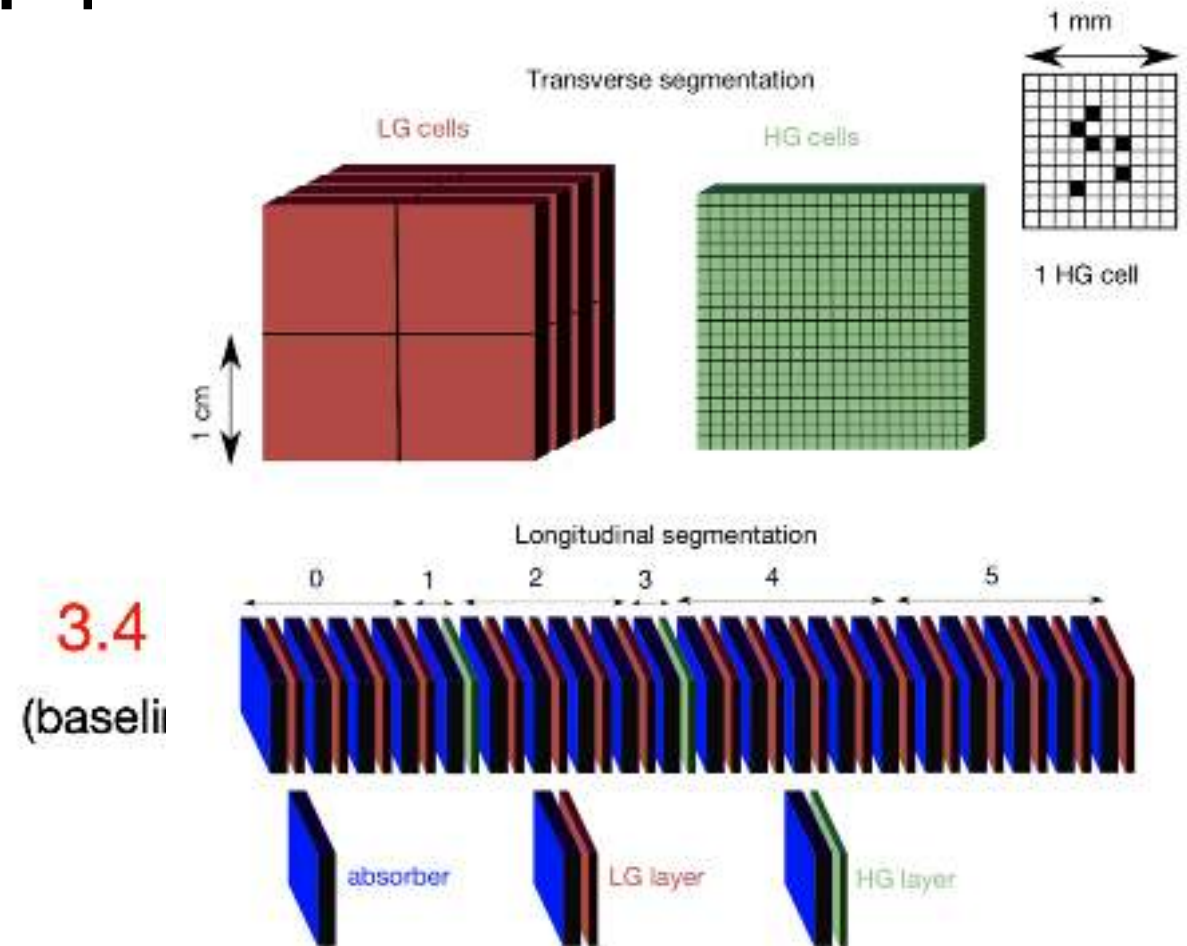 1 mm
Transverse segmentation
LG cells
HG cells
1 HG cell
1 cm
Longitudinal segmentation
0 1 2 3 4 5
3.4
(baseli
absorber
LG layer
HG layer